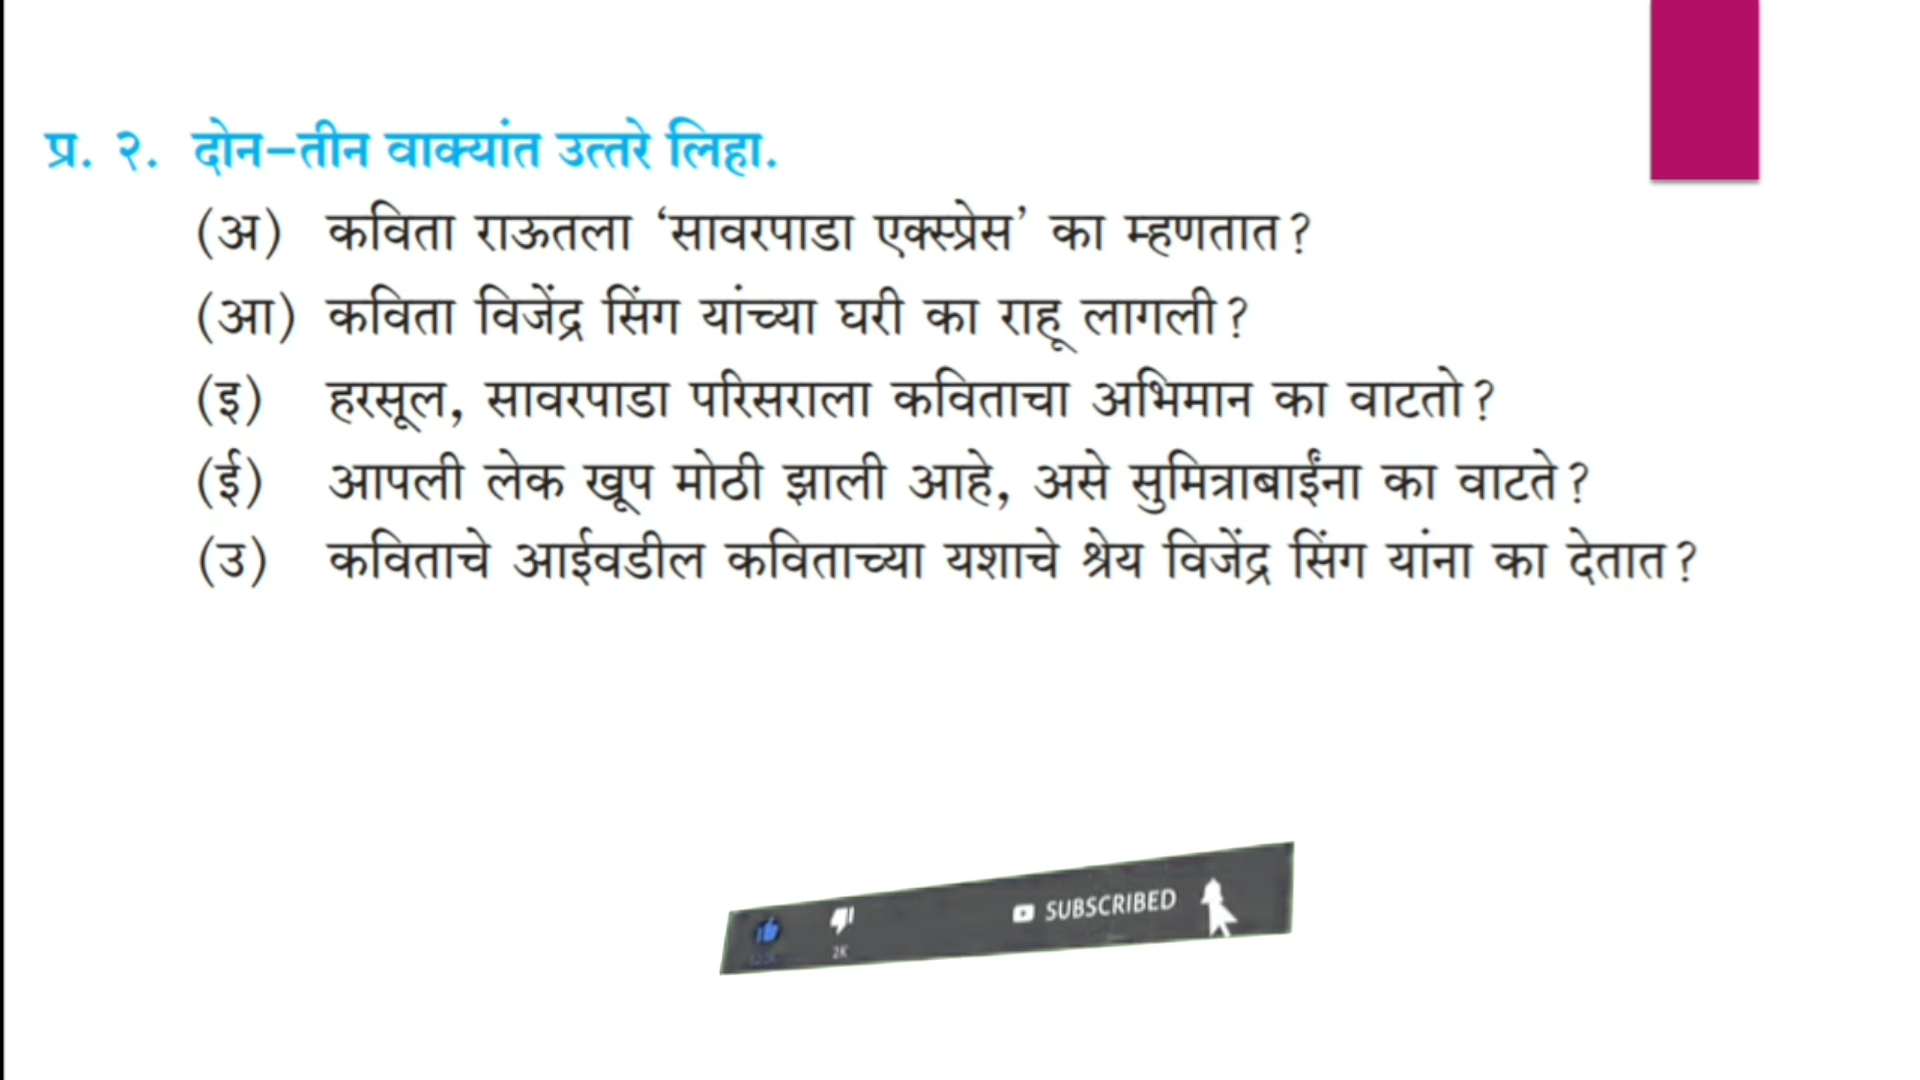 प्र. २. दोन-तीन वाक्यांत उत्तरे लिहा.
(अ) कविता राऊतला ‘सावरपाडा एक्स्प्रेस’ का म्हणतात?
(आ) कविता विजेंद्र सिंग यांच्या घरी का राहू लागली?
(इ) हरसूल, सावरपाडा परिसराला कविताचा अभिमान का वाटतो?
(ई) आपली लेक खूप मोठी झाली आहे, असे सुमित्राबाईंना का वाटते?
(उ) कविताचे आईवडील कविताच्या यशाचे श्रेय विजेंद्र सिंग यांना का देतात?
SUBSCRIBED
2K